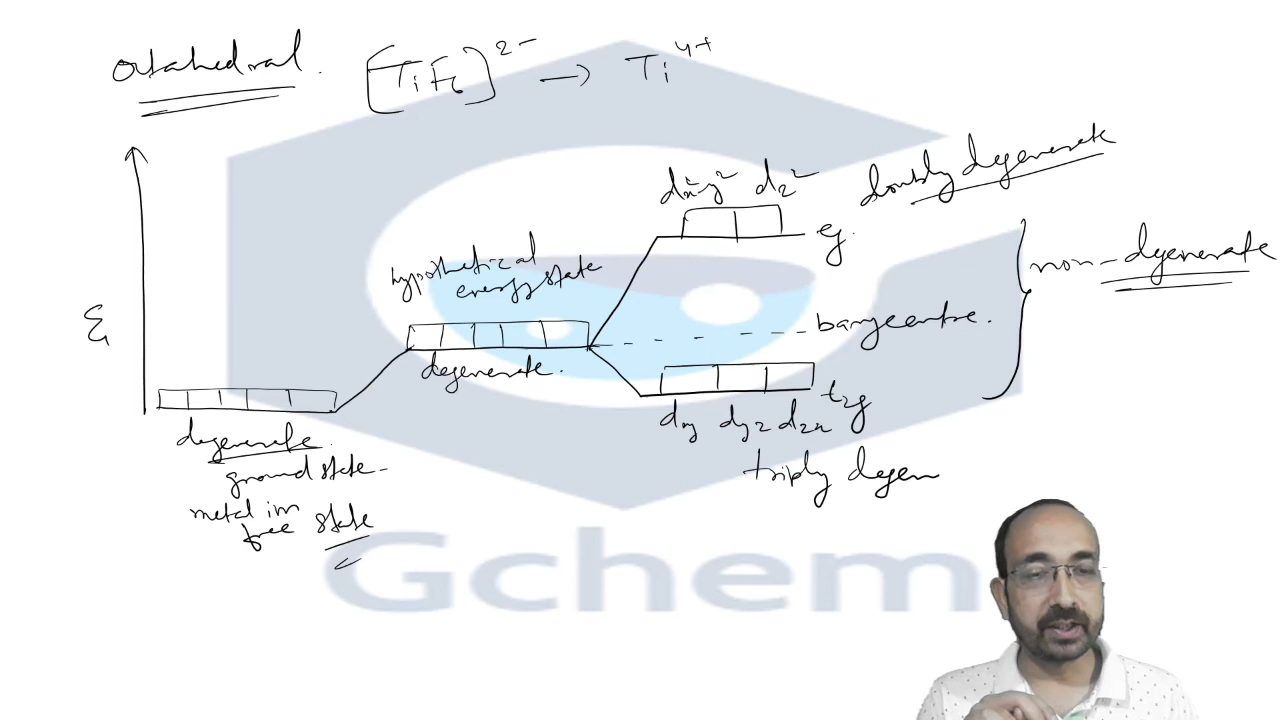 Octahedral. [TiF6]2- → Ti4+
dx2-y2 dz2 doubly degenerate
eg.
non-degenerate
hypothetical
energy state
E
barycentre.
degenerate.
t2g
dxy dyz dzx
degenerate.
triply degen
ground state
metal ion
free state
Gchem